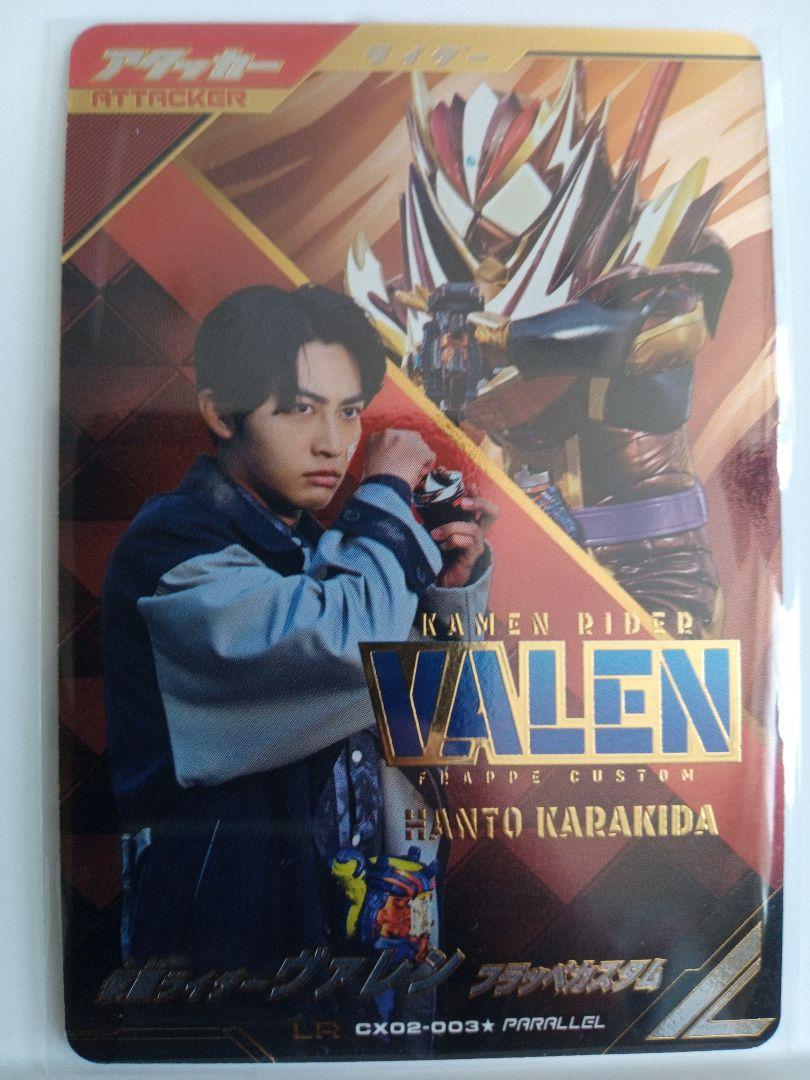 アタッカー
ATTACKER
ライダー
KAMEN RIDER
VALEN
FRAPPE CUSTOM
HANTO KARAKIDA
仮面ライダーヴァレン フラッペカスタム
LR CX02-003★ PARALLEL